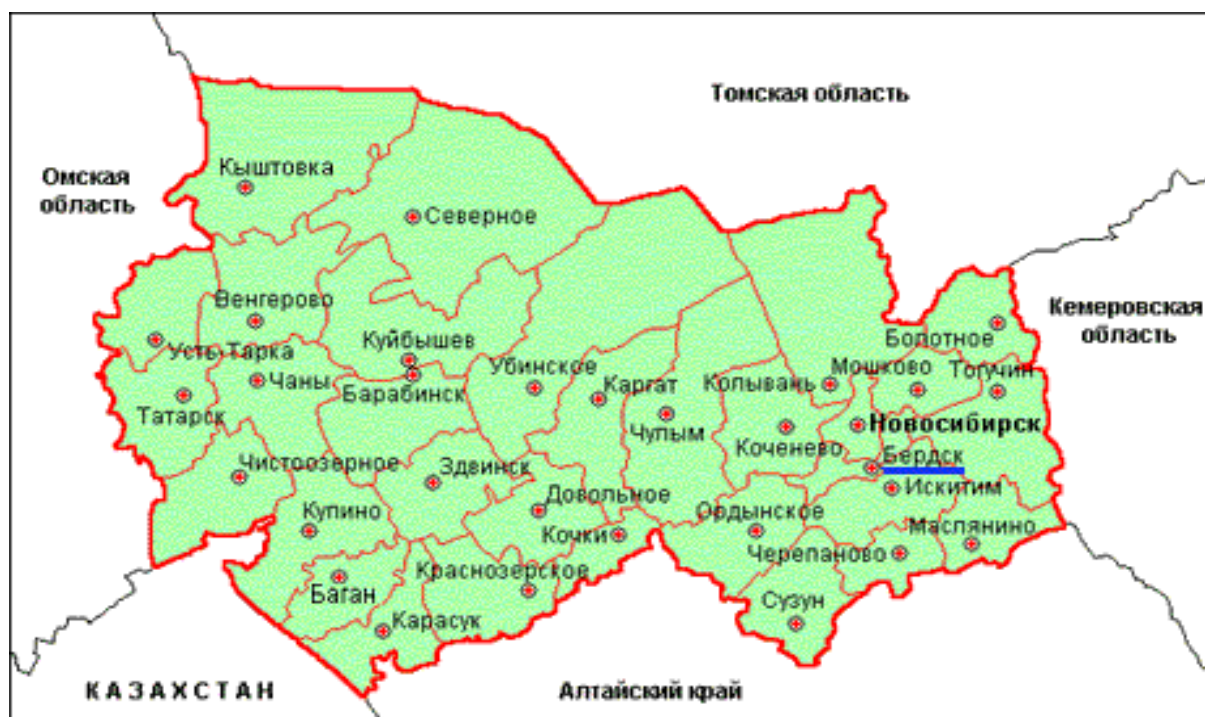 Томская область
Омская
область
Кыштовка
Северное
Кемеровская
область
Венгерово
Болотное
Усть-Тарка
Куйбышев
Убинское
Мошково
Тогучин
Чаны
Барабинск
Каргат
Колывань
Татарск
Чулым
Коченево
Новосибирск
Бердск
Чистоозерное
Здвинск
Искитим
Купино
Довольное
Кочки
Ордынское
Маслянино
Черепаново
Краснозерское
Баган
Сузун
Карасук
КАЗАХСТАН
Алтайский край